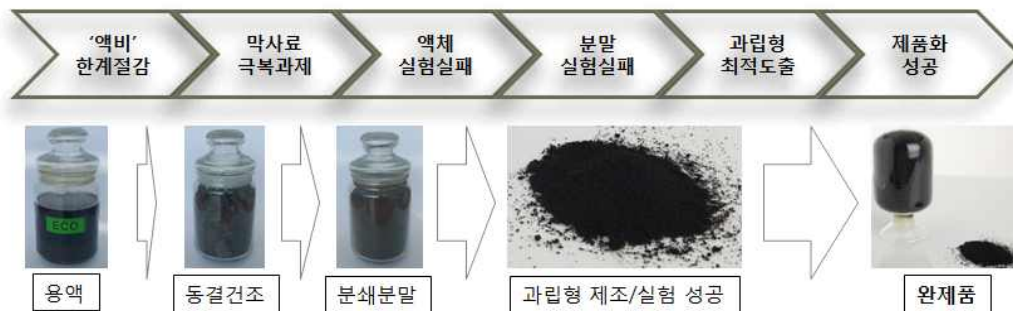 '액비'
한계절감
막사료
극복과제
액체
실험실패
분말
실험실패
과립형
최적도출
제품화
성공
ECO
용액
동결건조
분쇄분말
과립형 제조/실험 성공
완제품